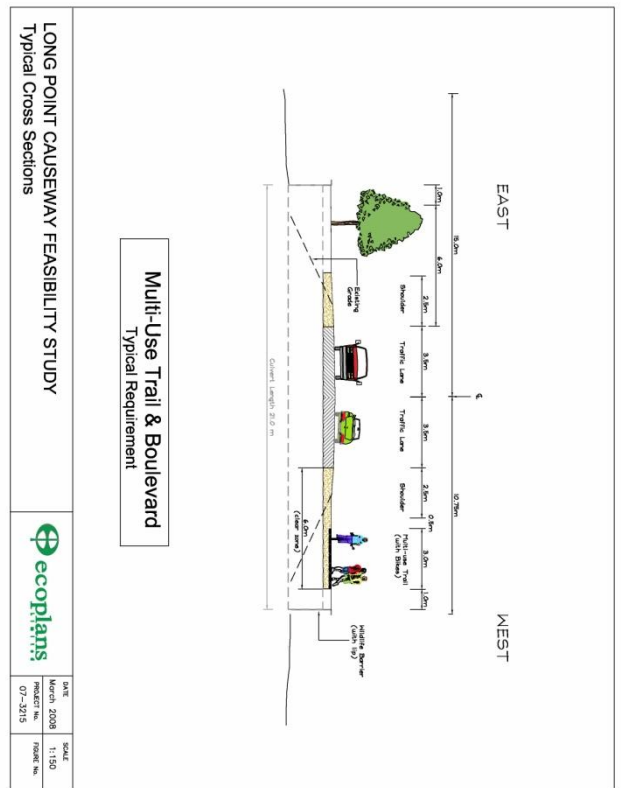 EAST
WEST
℄
15.0m
10.75m
1.0m
6.0m
2.5m
3.5m
3.5m
2.5m
0.5m
3.0m
1.0m
Shoulder
Traffic Lane
Traffic Lane
Shoulder
Multi-use Trail
(with Bikes)
Existing
Grade
6.0m
(clear zone)
Wildlife Barrier
(with lip)
Culvert Length 21.0 m
Multi-Use Trail & Boulevard
Typical Requirement
LONG POINT CAUSEWAY FEASIBILITY STUDY
Typical Cross Sections
ecoplans
LIMITED
DATE
March 2008
SCALE
1:150
PROJECT No.
07-3215
FIGURE No.